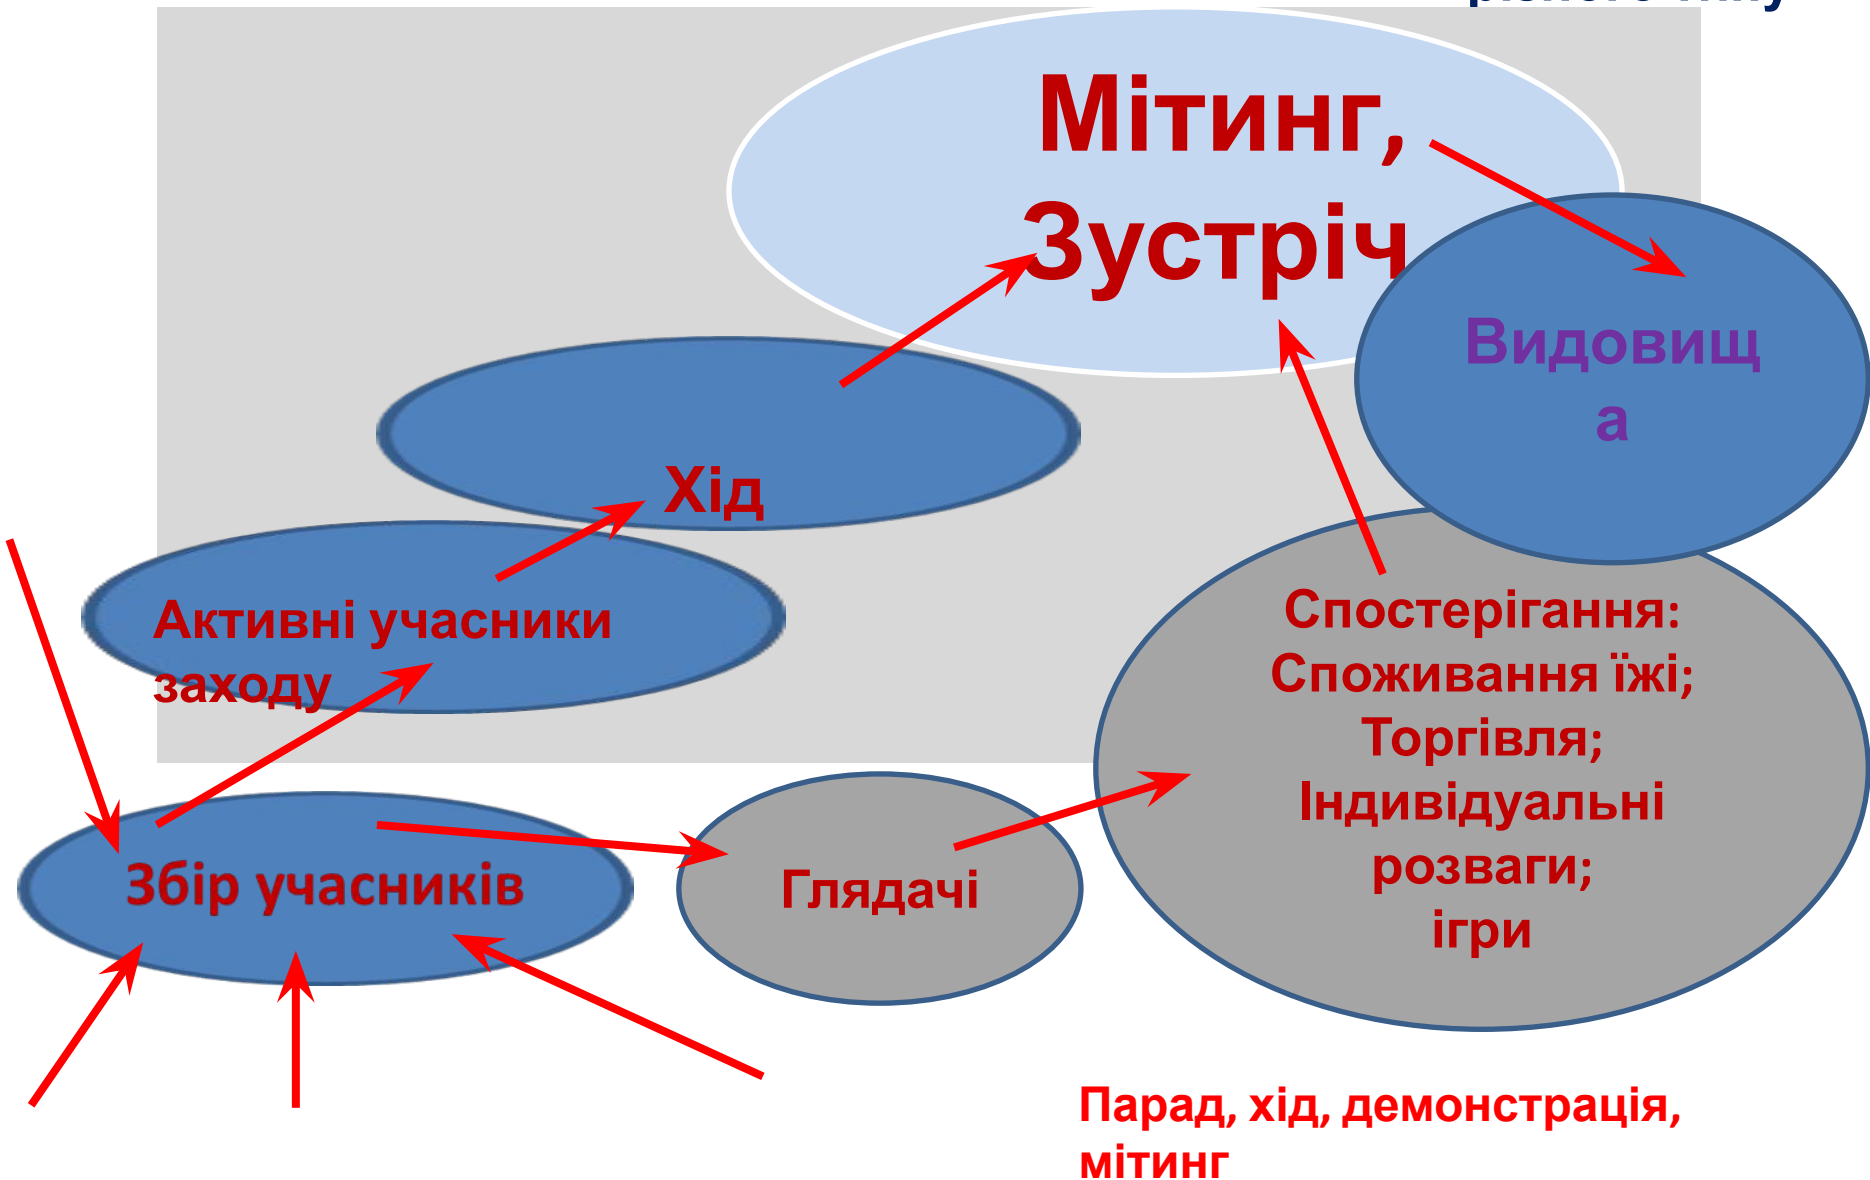 Мітинг,
Зустріч
Видовищ
а
Хід
Активні учасники
заходу
Спостерігання:
Споживання їжі;
Торгівля;
Індивідуальні
розваги;
ігри
Збір учасників
Глядачі
Парад, хід, демонстрація,
мітинг